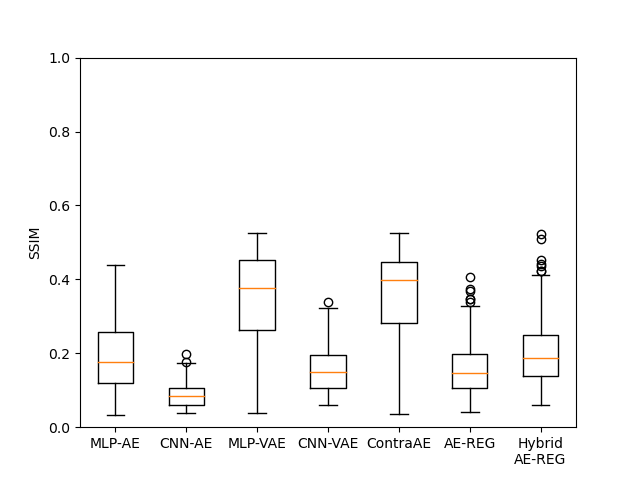 1.0
0.8
0.6
0.4
0.2
0.0
SSIM
MLP-AE
CNN-AE
MLP-VAE
CNN-VAE
ContraAE
AE-REG
Hybrid
AE-REG